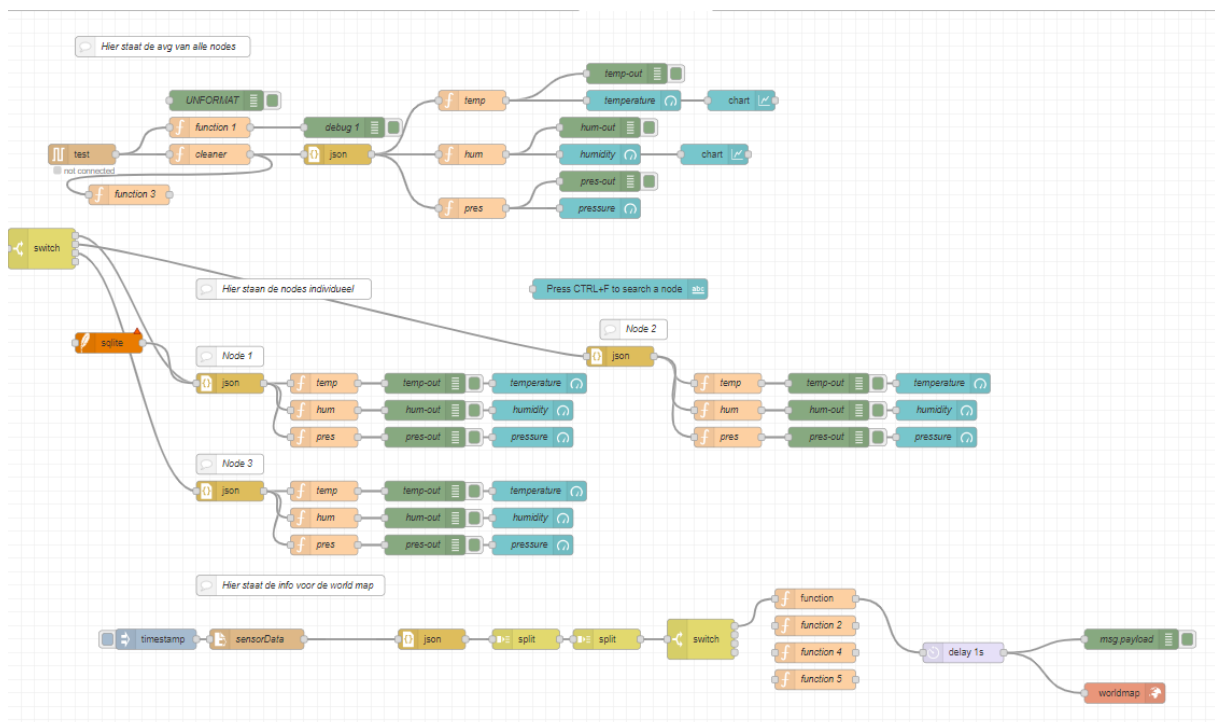 Hier staat de avg van alle nodes
temp-out
UNFORMAT
temp
temperature
chart
function 1
debug 1
hum-out
test
cleaner
json
hum
humidity
chart
not connected
pres-out
function 3
pres
pressure
switch
Hier staan de nodes individueel
Press CTRL+F to search a node
abc
Node 2
sqlite
Node 1
json
json
temp
temp-out
temperature
temp
temp-out
temperature
hum
hum-out
humidity
hum
hum-out
humidity
pres
pres-out
pressure
pres
pres-out
pressure
Node 3
json
temp
temp-out
temperature
hum
hum-out
humidity
pres
pres-out
pressure
Hier staat de info voor de world map
function
timestamp
sensorData
json
split
split
switch
function 2
function 4
delay 1s
msg.payload
function 5
worldmap